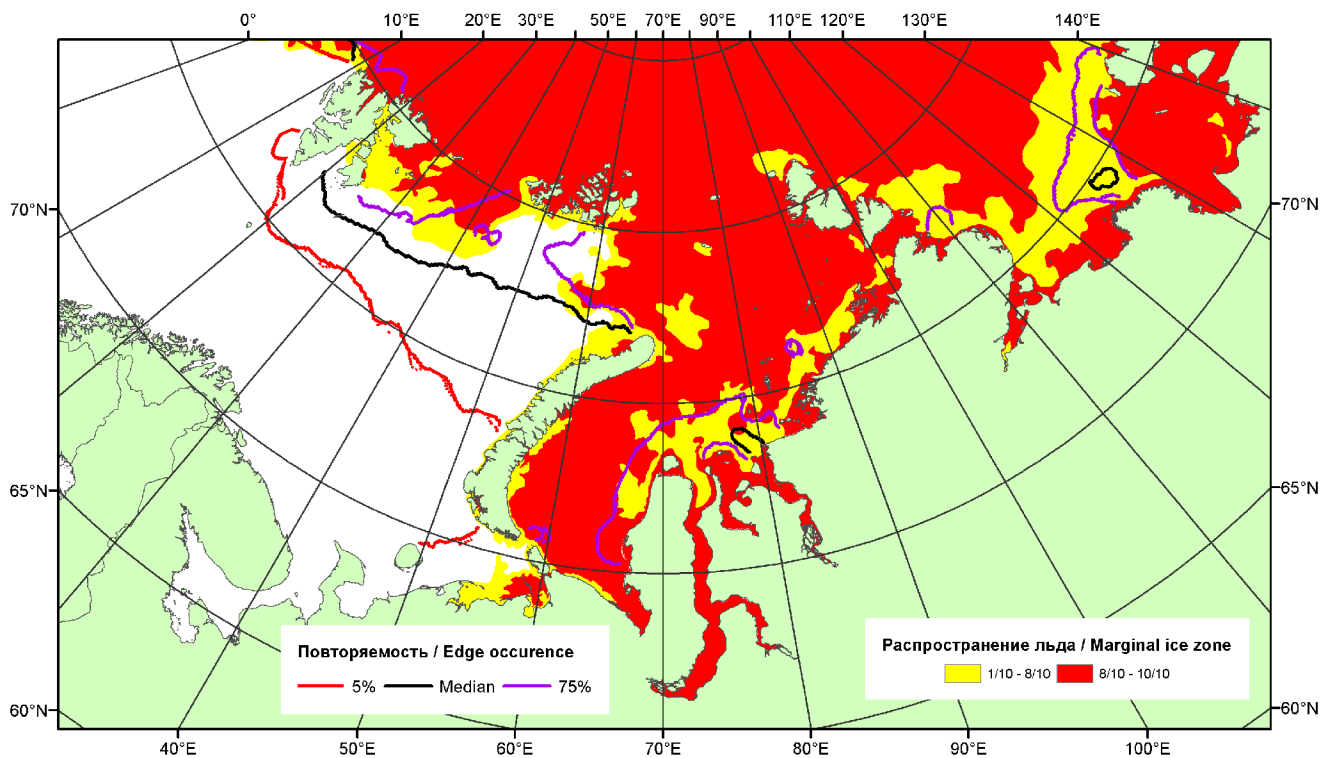 0° 10°E 20°E 30°E 50°E 70°E 90°E 110°E 120°E 130°E 140°E
70°N 70°N
65°N 65°N
60°N 60°N
Повторяемость / Edge occurence
5% Median 75%
Распространение льда / Marginal ice zone
1/10 - 8/10 8/10 - 10/10
40°E 50°E 60°E 70°E 80°E 90°E 100°E